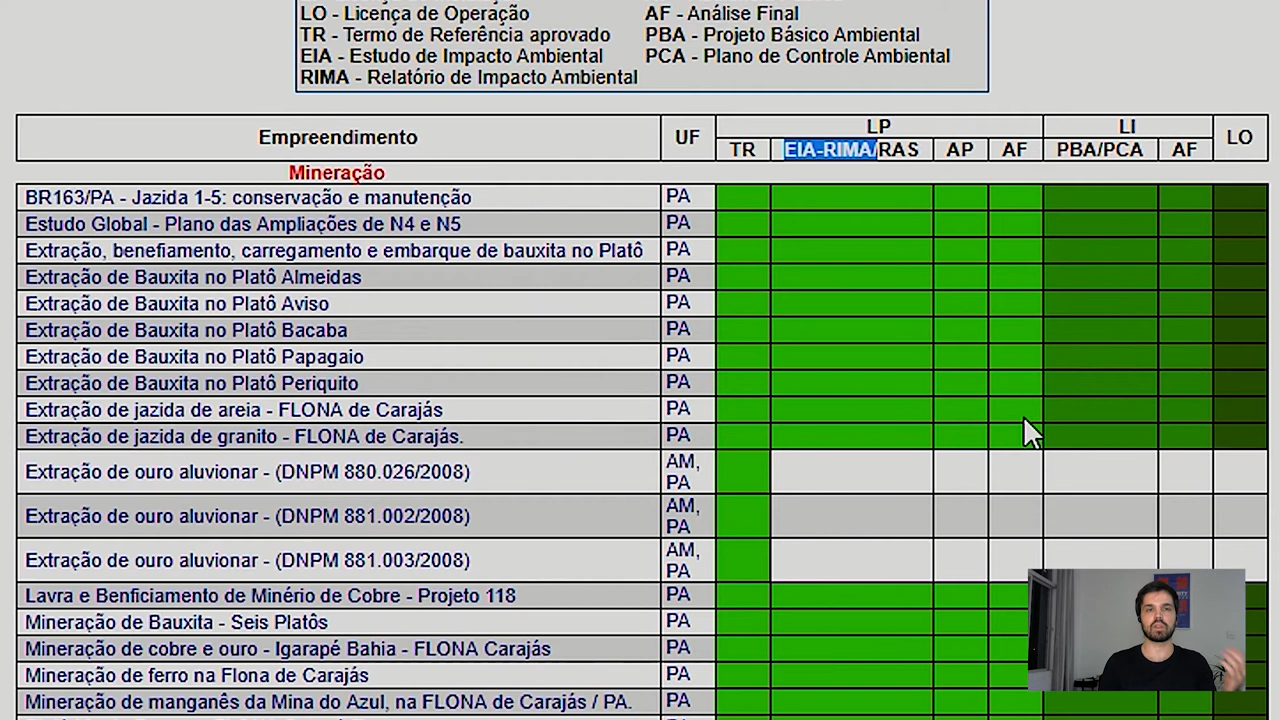 LO - Licença de Operação AF - Análise Final
TR - Termo de Referência aprovado PBA - Projeto Básico Ambiental
EIA - Estudo de Impacto Ambiental PCA - Plano de Controle Ambiental
RIMA - Relatório de Impacto Ambiental
Empreendimento UF LP LI LO
TR EIA-RIMA/RAS AP AF PBA/PCA AF
Mineração
BR163/PA - Jazida 1-5: conservação e manutenção PA
Estudo Global - Plano das Ampliações de N4 e N5 PA
Extração, benefiamento, carregamento e embarque de bauxita no Platô PA
Extração de Bauxita no Platô Almeidas PA
Extração de Bauxita no Platô Aviso PA
Extração de Bauxita no Platô Bacaba PA
Extração de Bauxita no Platô Papagaio PA
Extração de Bauxita no Platô Periquito PA
Extração de jazida de areia - FLONA de Carajás PA
Extração de jazida de granito - FLONA de Carajás. PA
Extração de ouro aluvionar - (DNPM 880.026/2008) AM, PA
Extração de ouro aluvionar - (DNPM 881.002/2008) AM, PA
Extração de ouro aluvionar - (DNPM 881.003/2008) AM, PA
Lavra e Benficiamento de Minério de Cobre - Projeto 118 PA
Mineração de Bauxita - Seis Platôs PA
Mineração de cobre e ouro - Igarapé Bahia - FLONA Carajás PA
Mineração de ferro na Flona de Carajás PA
Mineração de manganês da Mina do Azul, na FLONA de Carajás / PA. PA